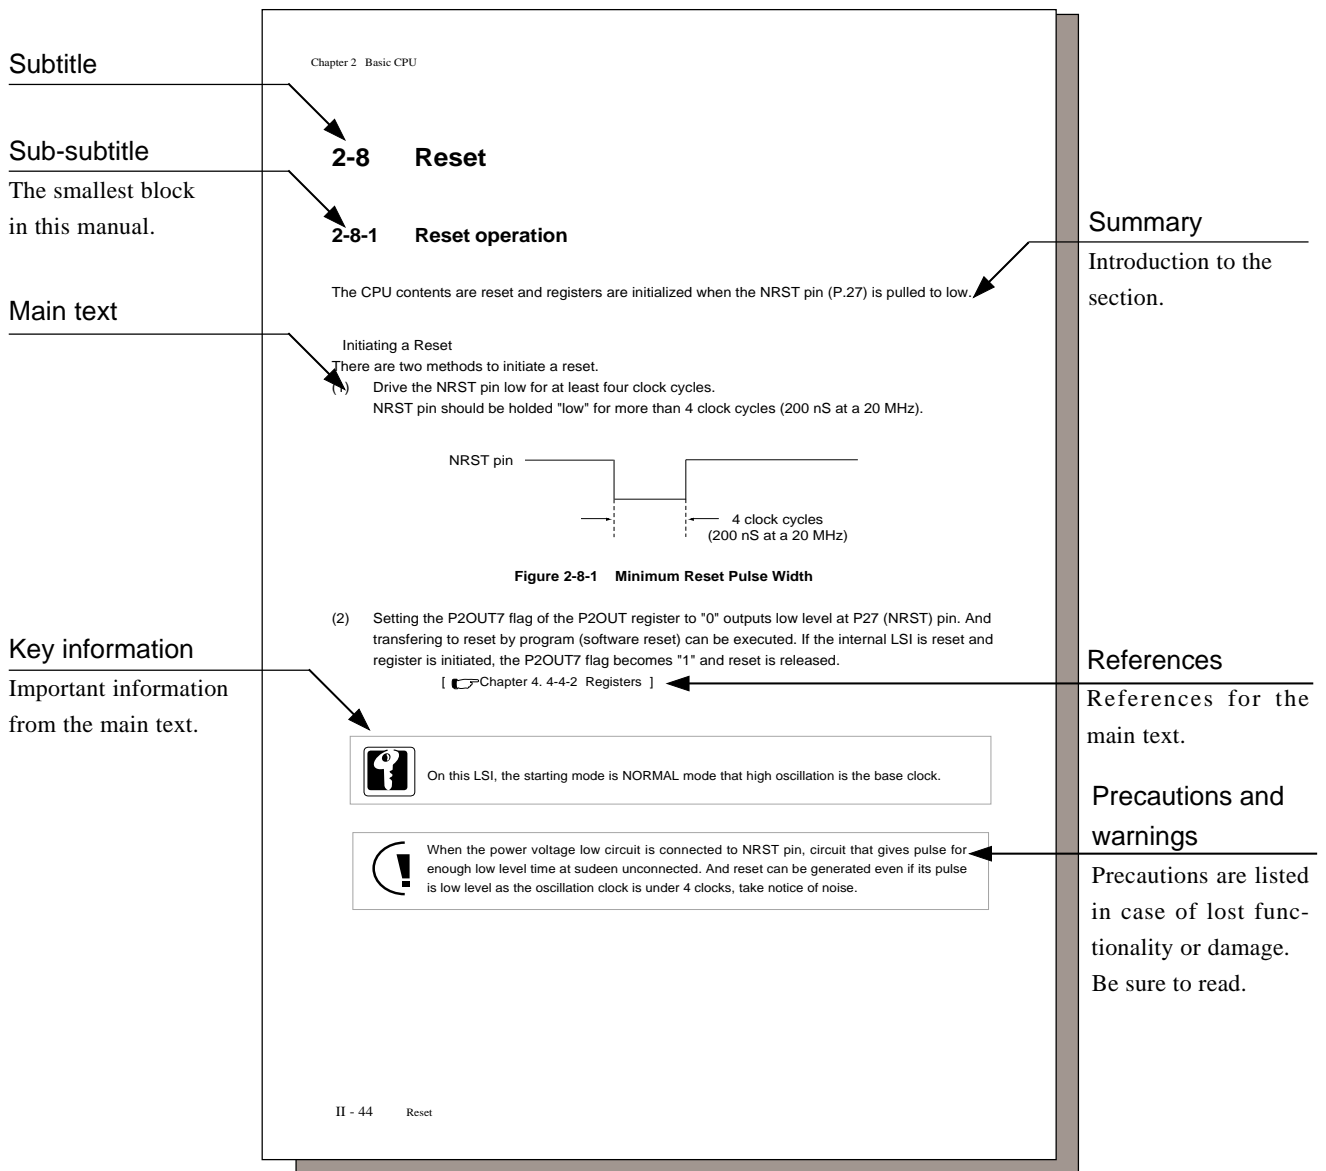 Subtitle
Sub-subtitle
The smallest block
in this manual.
Main text
Key information
Important information
from the main text.
Chapter 2 Basic CPU
2-8 Reset
2-8-1 Reset operation
The CPU contents are reset and registers are initialized when the NRST pin (P.27) is pulled to low.
Initiating a Reset
There are two methods to initiate a reset.
(1) Drive the NRST pin low for at least four clock cycles.
NRST pin should be holded "low" for more than 4 clock cycles (200 nS at a 20 MHz).
NRST pin
4 clock cycles
(200 nS at a 20 MHz)
Figure 2-8-1 Minimum Reset Pulse Width
(2) Setting the P2OUT7 flag of the P2OUT register to "0" outputs low level at P27 (NRST) pin. And
transfering to reset by program (software reset) can be executed. If the internal LSI is reset and
register is initiated, the P2OUT7 flag becomes "1" and reset is released.
[ Chapter 4. 4-4-2 Registers ]
On this LSI, the starting mode is NORMAL mode that high oscillation is the base clock.
When the power voltage low circuit is connected to NRST pin, circuit that gives pulse for
enough low level time at sudeen unconnected. And reset can be generated even if its pulse
is low level as the oscillation clock is under 4 clocks, take notice of noise.
II - 44 Reset
Summary
Introduction to the
section.
References
References for the
main text.
Precautions and
warnings
Precautions are listed
in case of lost func-
tionality or damage.
Be sure to read.